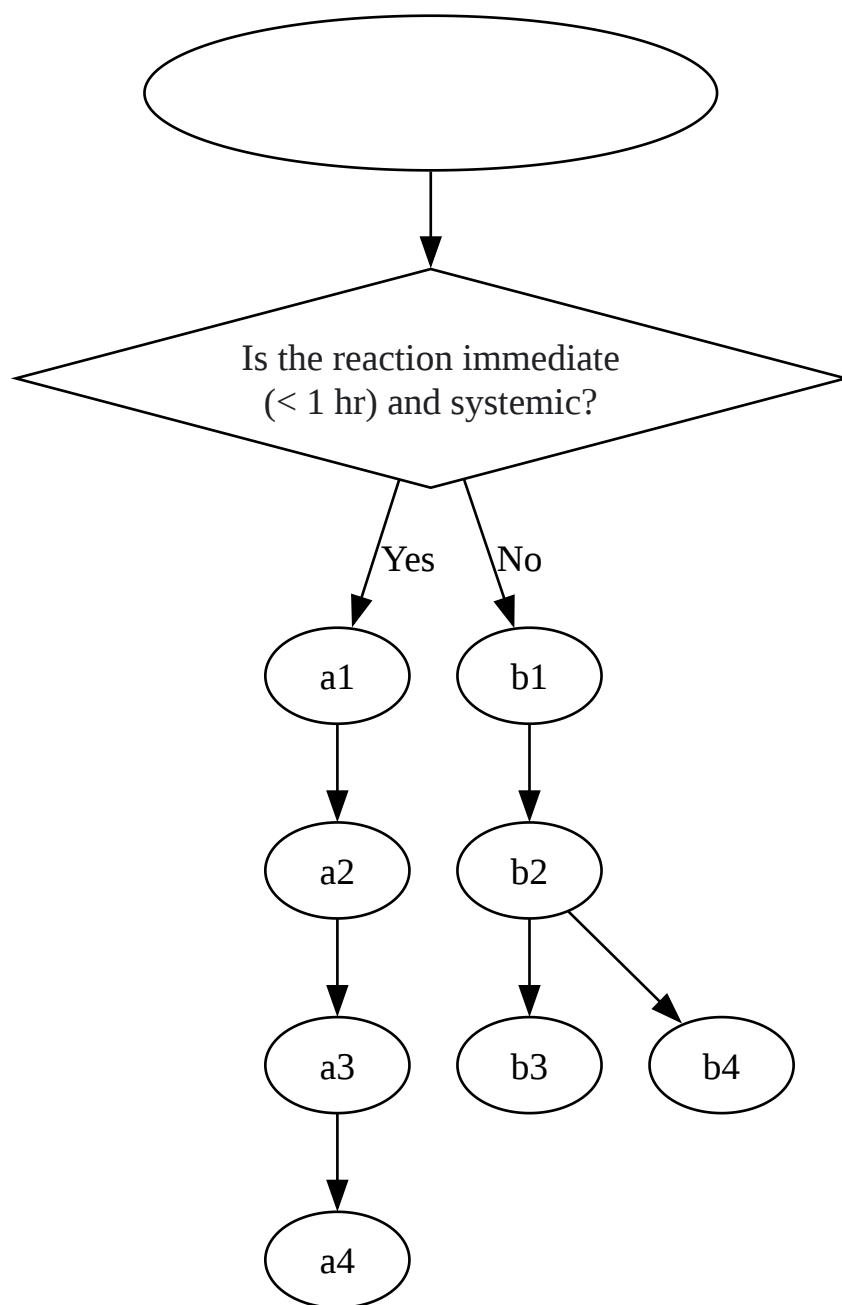 Is the reaction immediate
(< 1 hr) and systemic?
Yes
No
a1
b1
a2
b2
a3
b3
b4
a4